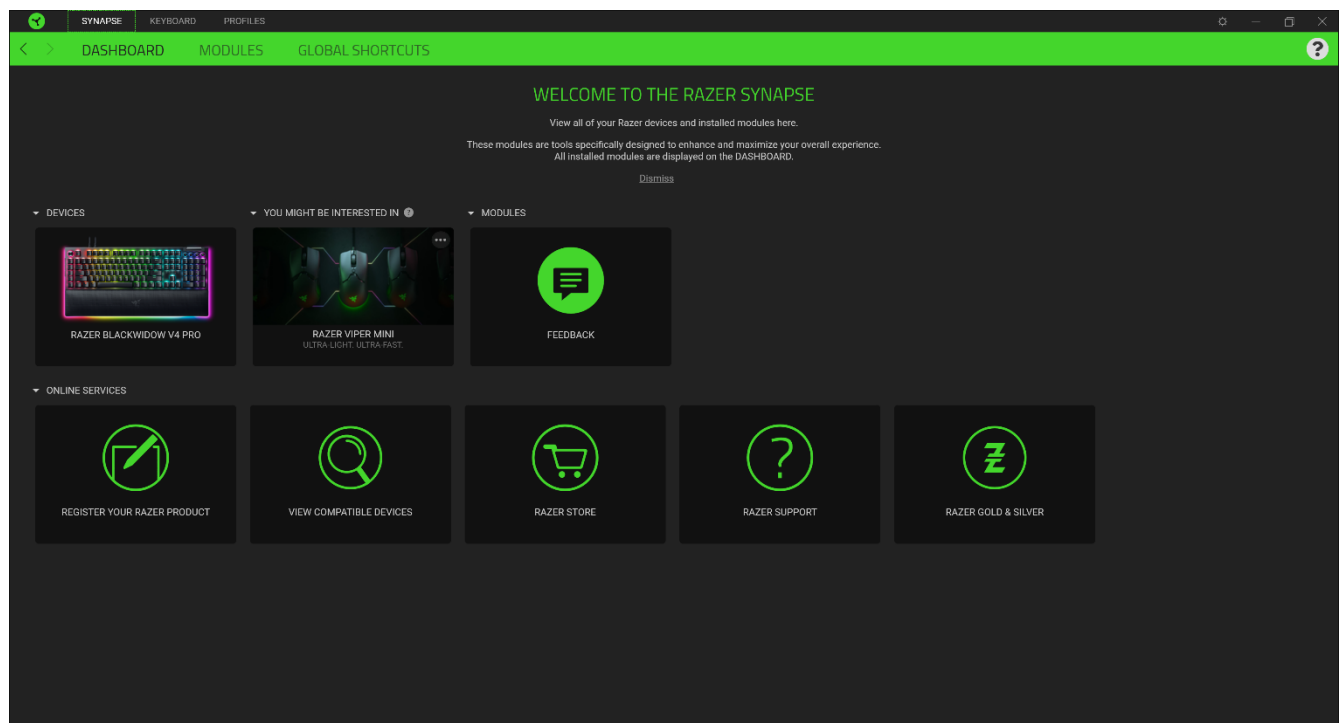 SYNAPSE KEYBOARD PROFILES
DASHBOARD MODULES GLOBAL SHORTCUTS ?
WELCOME TO THE RAZER SYNAPSE
View all of your Razer devices and installed modules here.
These modules are tools specifically designed to enhance and maximize your overall experience.
All installed modules are displayed on the DASHBOARD.
Dismiss
DEVICES
YOU MIGHT BE INTERESTED IN ?
MODULES
RAZER BLACKWIDOW V4 PRO
RAZER VIPER MINI
ULTRA-LIGHT. ULTRA-FAST.
FEEDBACK
ONLINE SERVICES
REGISTER YOUR RAZER PRODUCT
VIEW COMPATIBLE DEVICES
RAZER STORE
RAZER SUPPORT
RAZER GOLD & SILVER